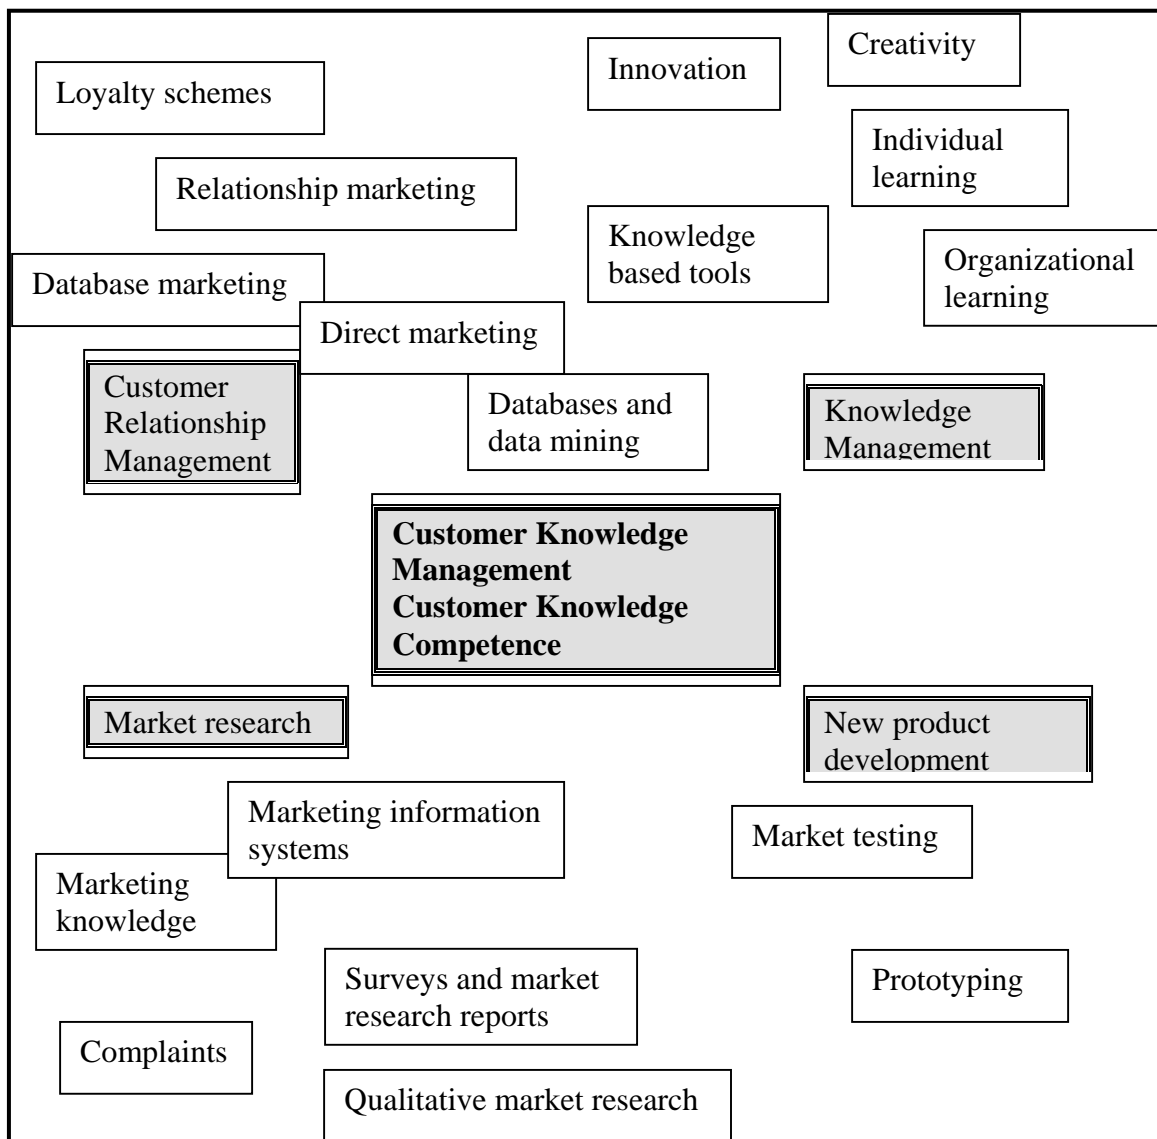 Creativity
Innovation
Loyalty schemes
Individual
learning
Relationship marketing
Knowledge
based tools
Organizational
learning
Database marketing
Direct marketing
Customer
Relationship
Management
Databases and
data mining
Knowledge
Management
Customer Knowledge
Management
Customer Knowledge
Competence
Market research
New product
development
Marketing information
systems
Market testing
Marketing
knowledge
Surveys and market
research reports
Prototyping
Complaints
Qualitative market research